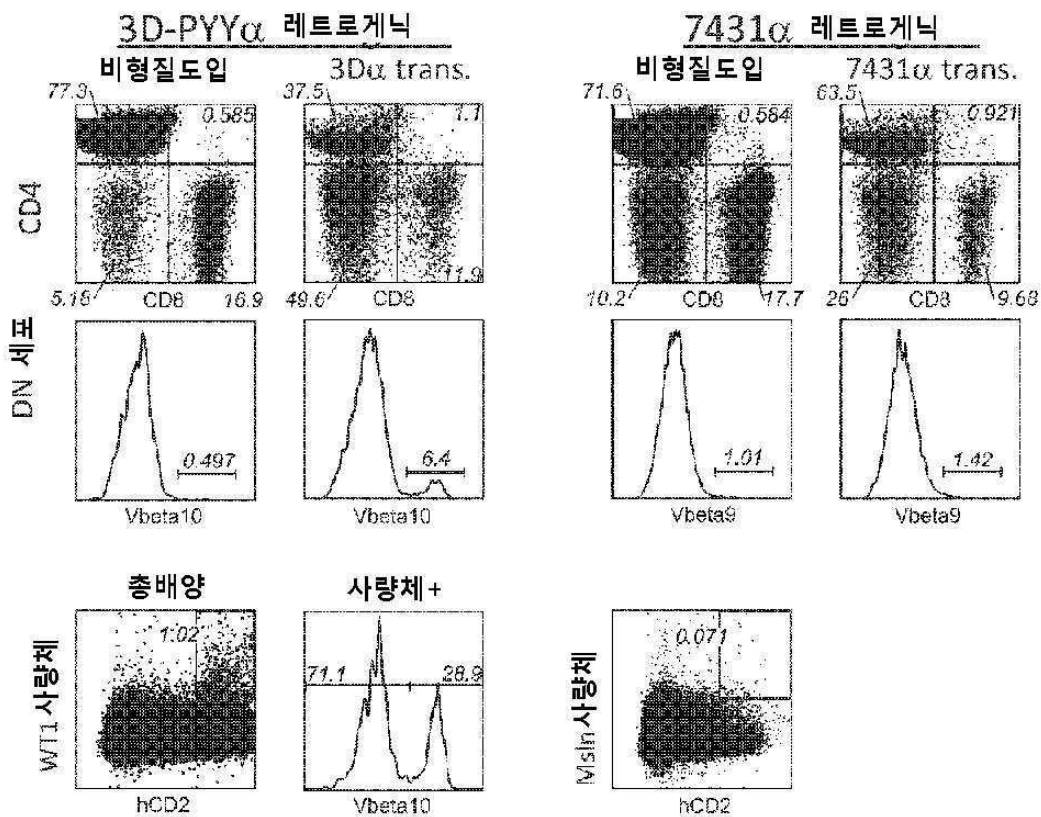 3D-PYYα 레트로게닉
7431α 레트로게닉
비형질도입
3Dα trans.
비형질도입
7431α trans.
77.3
0.585
37.5
1.1
71.6
0.584
63.5
0.921
CD4
5.15
CD8
16.9
49.6
CD8
11.9
10.2
CD8
17.7
26
CD8
9.68
DN 세포
0.497
6.4
1.01
1.42
Vbeta10
Vbeta10
Vbeta9
Vbeta9
총배양
사량체+
WT1 사량체
1.02
71.1
28.9
Msln 사량체
0.071
hCD2
Vbeta10
hCD2